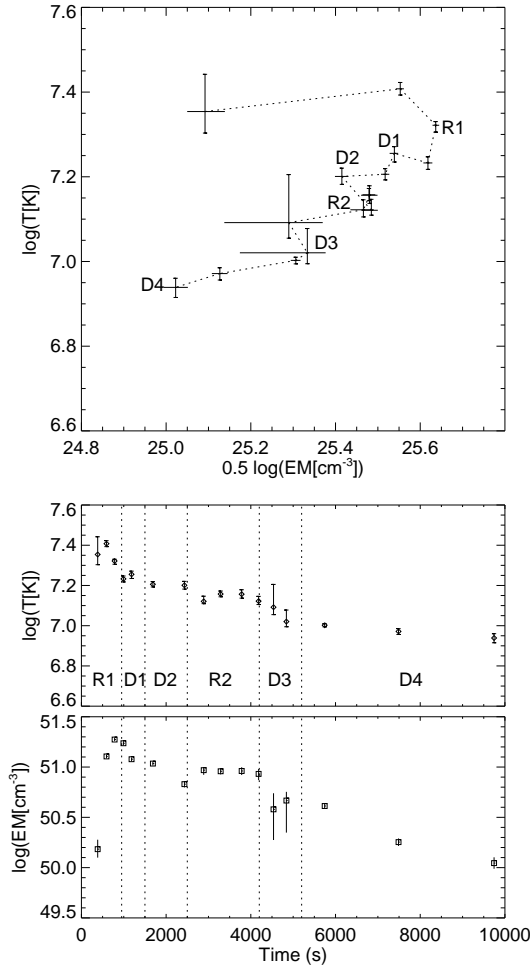 7.6
7.4
7.2
7.0
6.8
6.6
log(T[K])
R1
D1
D2
R2
D3
D4
24.8 25.0 25.2 25.4 25.6
0.5 log(EM[cm-3])
7.6
7.4
7.2
7.0
6.8
6.6
log(T[K])
R1 D1 D2 R2 D3 D4
51.5
51.0
50.5
50.0
49.5
log(EM[cm-3])
0 2000 4000 6000 8000 10000
Time (s)